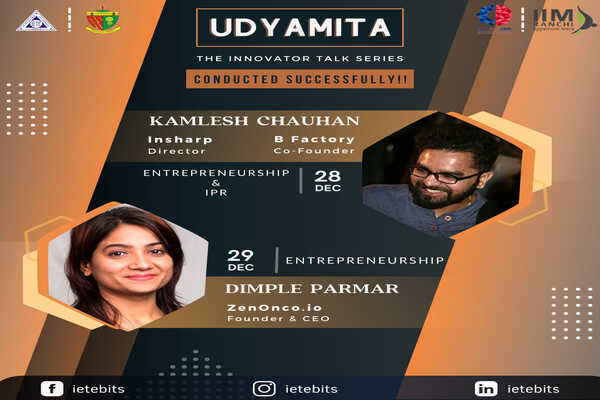 UDYAMITA
THE INNOVATOR TALK SERIES
CONDUCTED SUCCESSFULLY!!
IIM
RANCHI
KAMLESH CHAUHAN
Insharp
Director
B Factory
Co-Founder
ENTREPRENEURSHIP
&
IPR
28
DEC
29
DEC
ENTREPRENEURSHIP
DIMPLE PARMAR
ZenOnco.io
Founder & CEO
ietebits
ietebits
ietebits